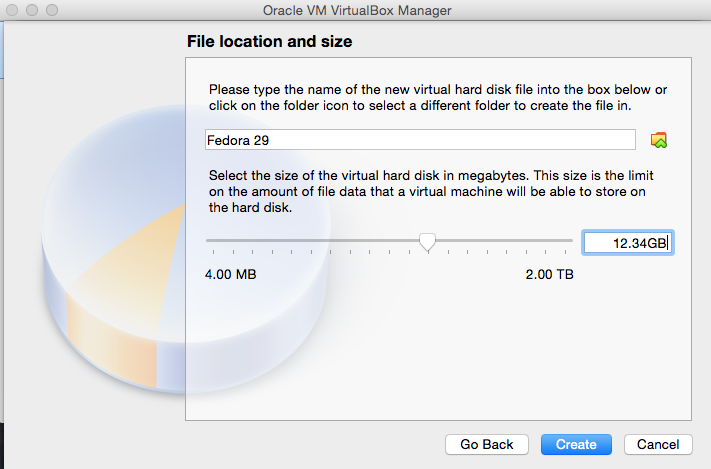 Oracle VM VirtualBox Manager
File location and size
Please type the name of the new virtual hard disk file into the box below or
click on the folder icon to select a different folder to create the file in.
Fedora 29
Select the size of the virtual hard disk in megabytes. This size is the limit
on the amount of file data that a virtual machine will be able to store on
the hard disk.
12.34GB
4.00 MB 2.00 TB
Go Back Create Cancel